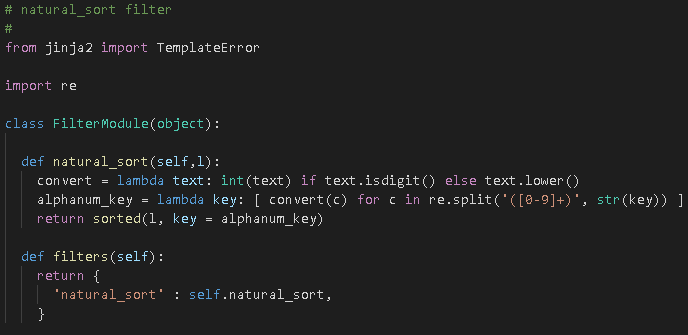 # natural_sort filter
#
from jinja2 import TemplateError
import re
class FilterModule(object):
def natural_sort(self,l):
convert = lambda text: int(text) if text.isdigit() else text.lower()
alphanum_key = lambda key: [ convert(c) for c in re.split('([0-9]+)', str(key)) ]
return sorted(l, key = alphanum_key)
def filters(self):
return {
'natural_sort' : self.natural_sort,
}